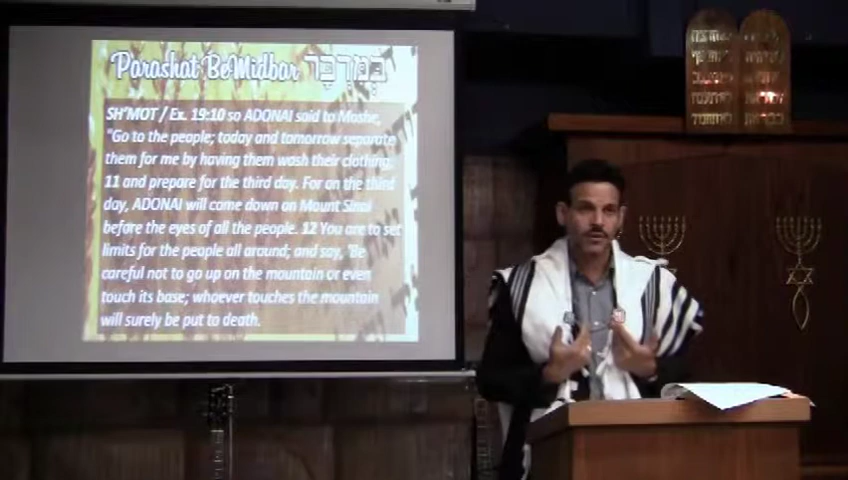 Parashat BeMidbar בְּמִדְבַּר
SH'MOT / Ex. 19:10 so ADONAI said to Moshe,
"Go to the people; today and tomorrow separate
them for me by having them wash their clothing,
11 and prepare for the third day. For on the third
day, ADONAI will come down on Mount Sinai
before the eyes of all the people. 12 You are to set
limits for the people all around; and say, 'Be
careful not to go up on the mountain or even
touch its base; whoever touches the mountain
will surely be put to death.